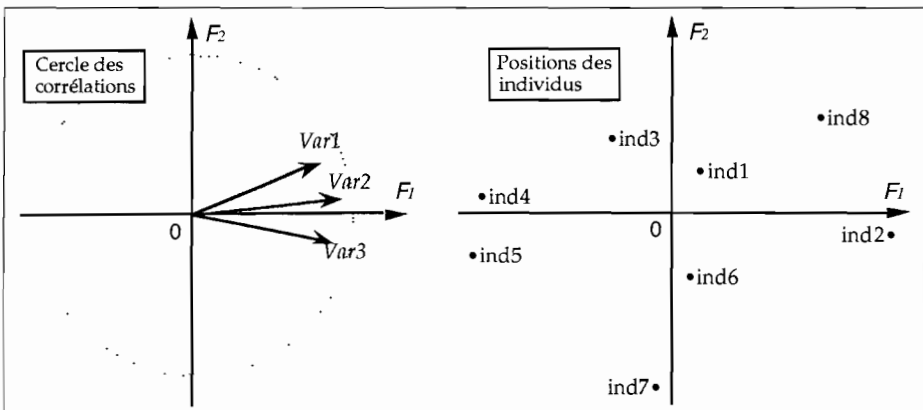 F₂
Cercle des
corrélations
Var1
Var2
F₁
0
Var3
F₂
Positions des
individus
ind8
ind3
ind1
ind4
F₁
0
ind2
ind5
ind6
ind7